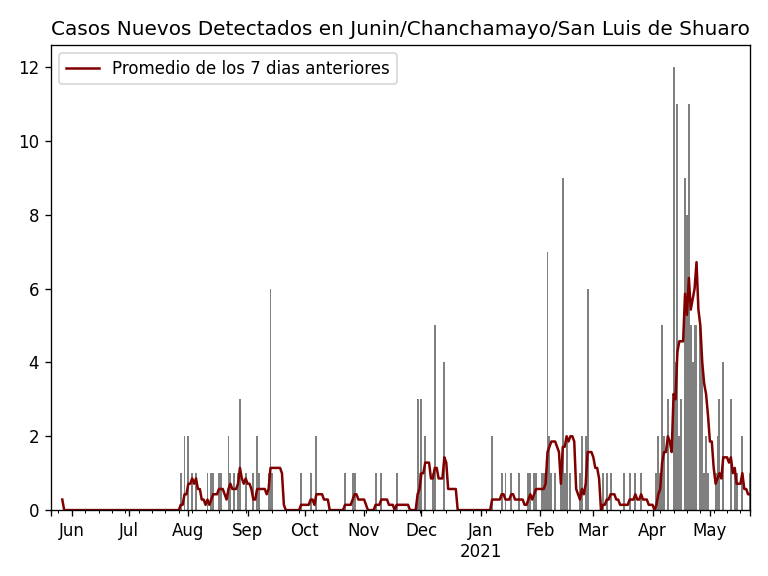 Casos Nuevos Detectados en Junin/Chanchamayo/San Luis de Shuaro
Promedio de los 7 dias anteriores
12
10
8
6
4
2
0
Jun Jul Aug Sep Oct Nov Dec Jan Feb Mar Apr May
2021